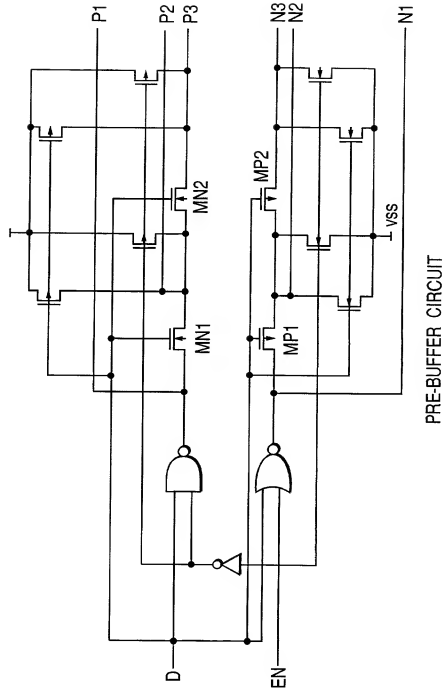 P1
P2
P3
MN1
MN2
D
EN
MP1
MP2
N3
N2
VSS
N1
PRE-BUFFER CIRCUIT